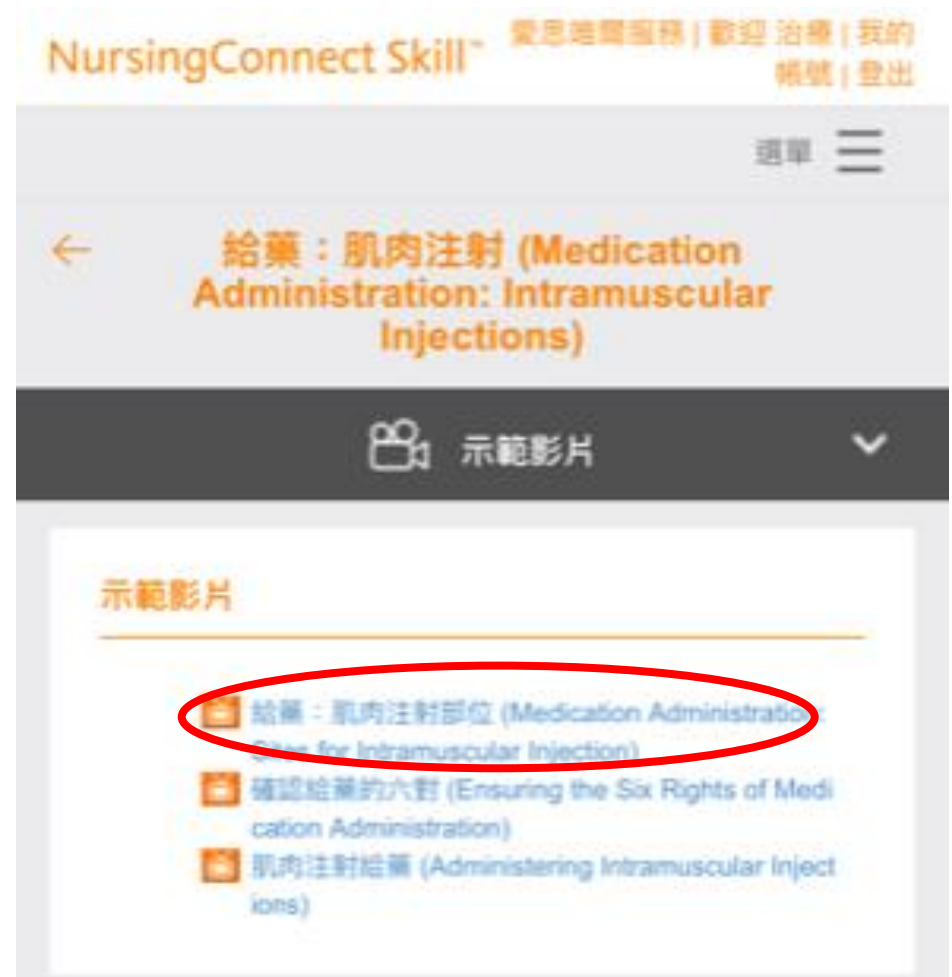 NursingConnect Skill™
愛思唯爾服務 | 歡迎 治療 | 我的
帳號 | 登出
選單
給藥：肌肉注射 (Medication
Administration: Intramuscular
Injections)
示範影片
示範影片
給藥：肌肉注射部位 (Medication Administration:
Sites for Intramuscular Injection)
確認給藥的六對 (Ensuring the Six Rights of Medi
cation Administration)
肌肉注射給藥 (Administering Intramuscular Inject
ions)